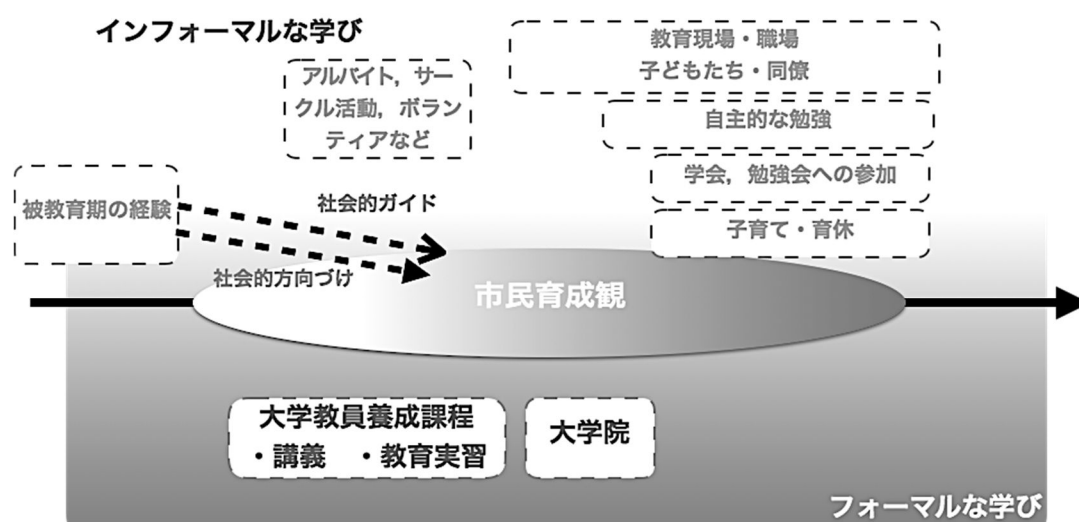 インフォーマルな学び
教育現場・職場
子どもたち・同僚
アルバイト，サー
クル活動，ボラン
ティアなど
自主的な勉強
学会，勉強会への参加
被教育期の経験
社会的ガイド
子育て・育休
社会的方向づけ
市民育成観
大学教員養成課程
・講義　・教育実習
大学院
フォーマルな学び